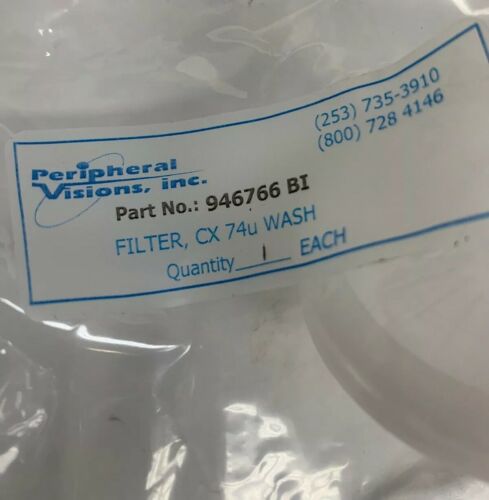 (253) 735-3910
(800) 728 4146
Peripheral
Visions, inc.
Part No.: 946766 BI
FILTER, CX 74u WASH
Quantity 1 EACH